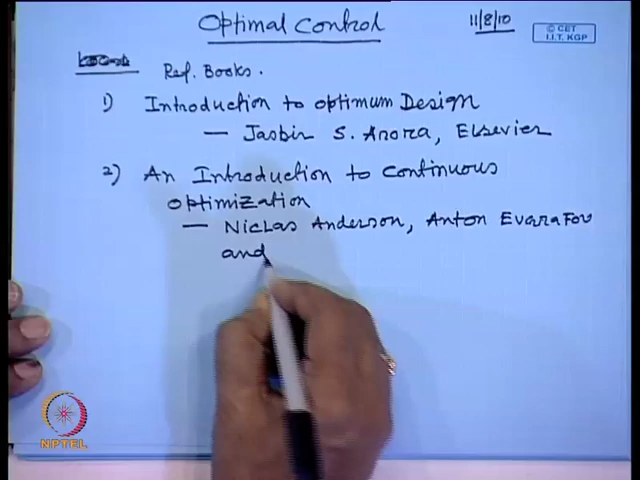 Optimal Control
11/8/10
© CET
I.I.T. KGP
Ref. Books.
1) Introduction to optimum Design
— Jasbir S. Arora, Elsevier
2) An Introduction to Continuous
optimization
— Niclas Anderson, Anton Evgrafov
and
NPTEL